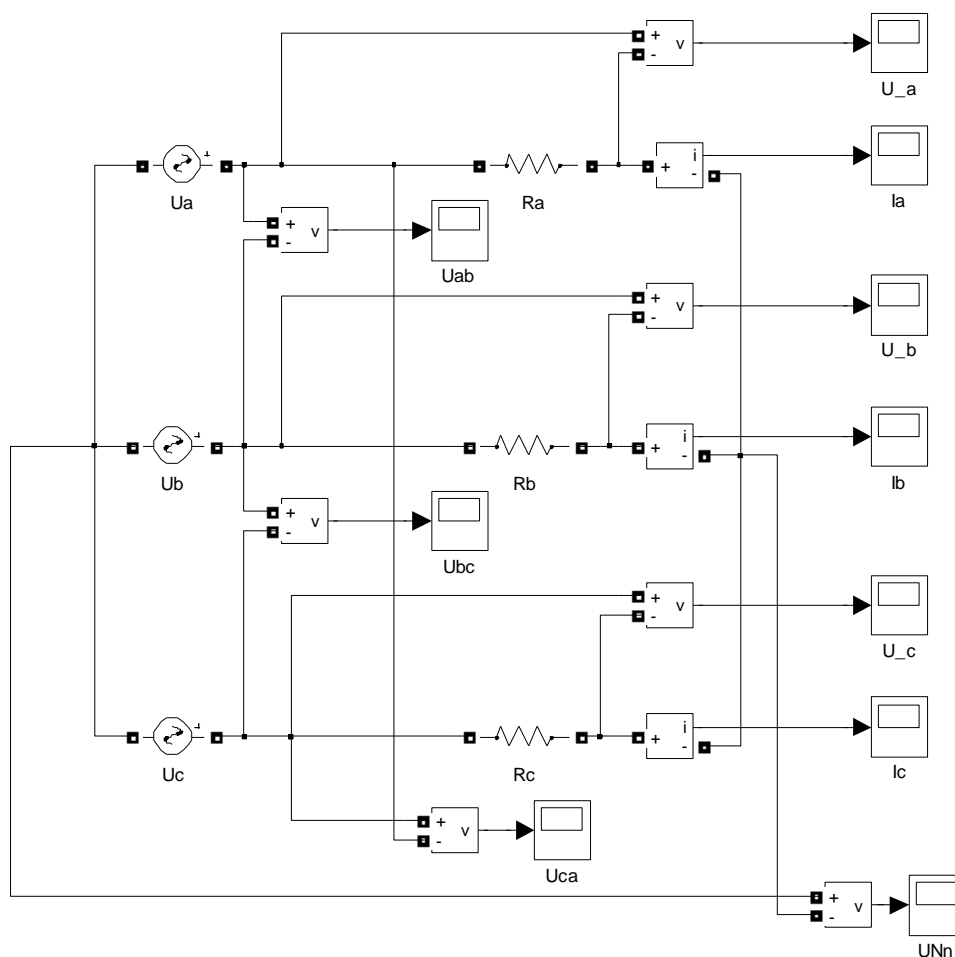 +
-
v
U_a
Ua
Ra
+
i
-
Ia
+
-
v
Uab
+
-
v
U_b
Ub
Rb
+
i
-
Ib
+
-
v
Ubc
+
-
v
U_c
Uc
Rc
+
i
-
Ic
+
-
v
Uca
+
-
v
UNn